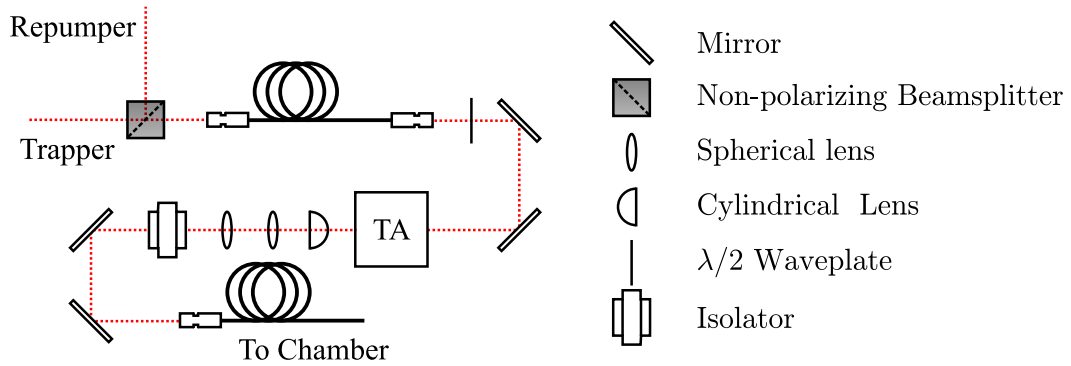 Repumper
Trapper
TA
To Chamber
Mirror
Non-polarizing Beamsplitter
Spherical lens
Cylindrical Lens
λ/2 Waveplate
Isolator